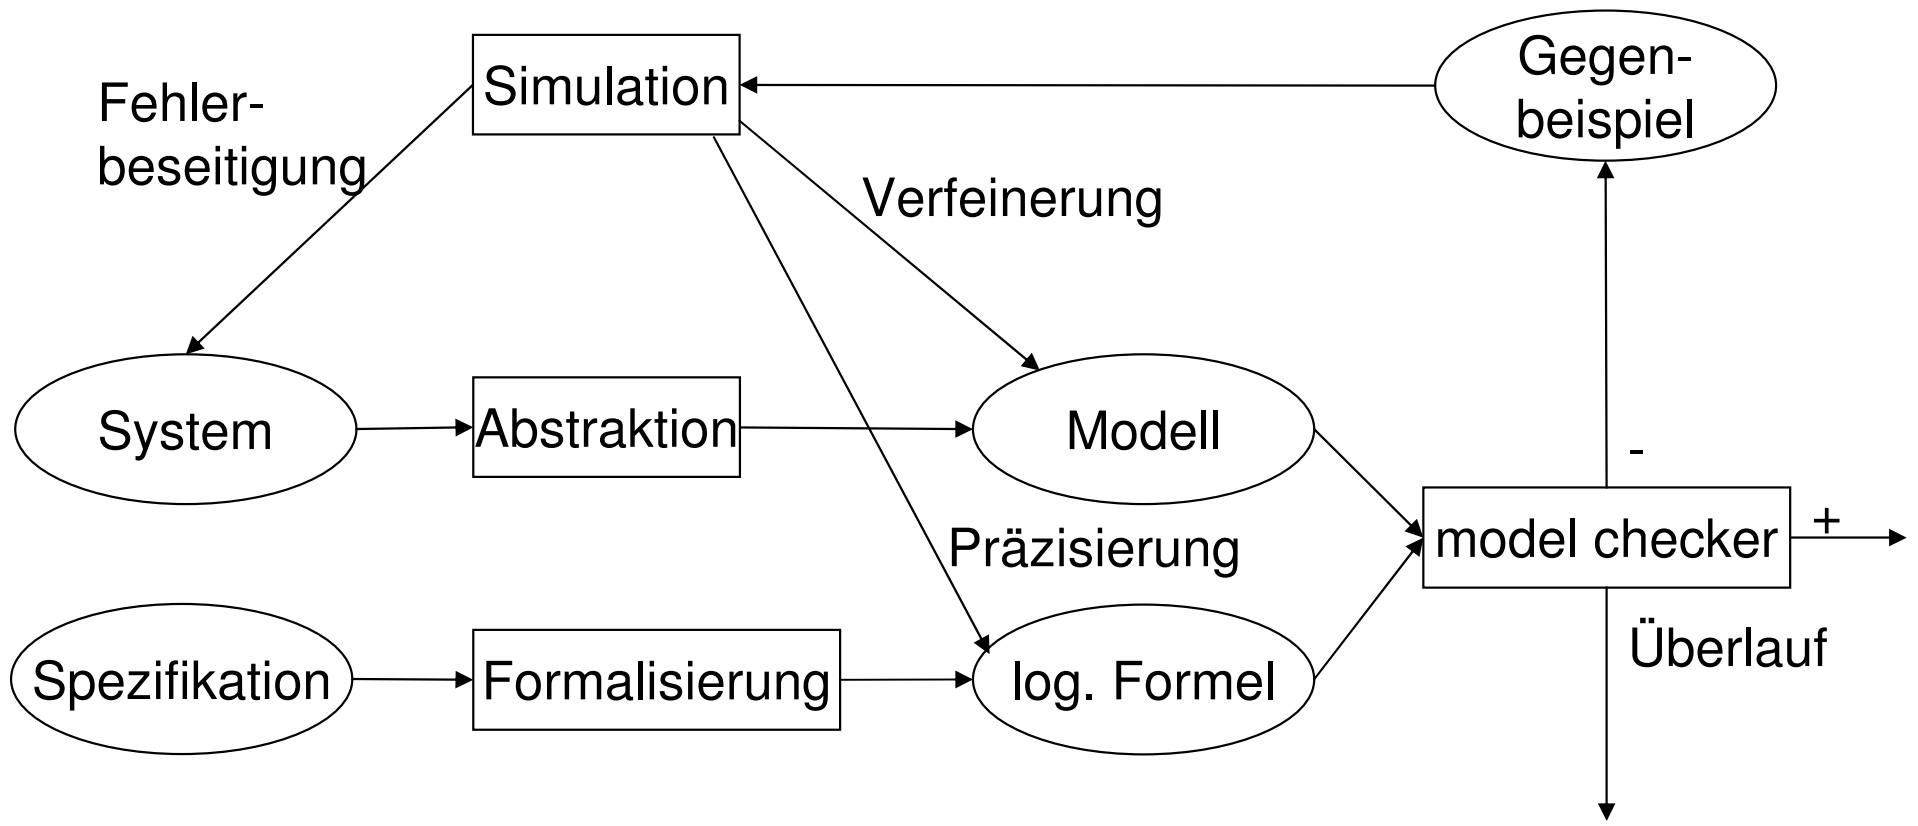 Simulation
Gegen-
beispiel
Fehler-
beseitigung
Verfeinerung
System
Abstraktion
Modell
-
+
model checker
Präzisierung
Überlauf
Spezifikation
Formalisierung
log. Formel